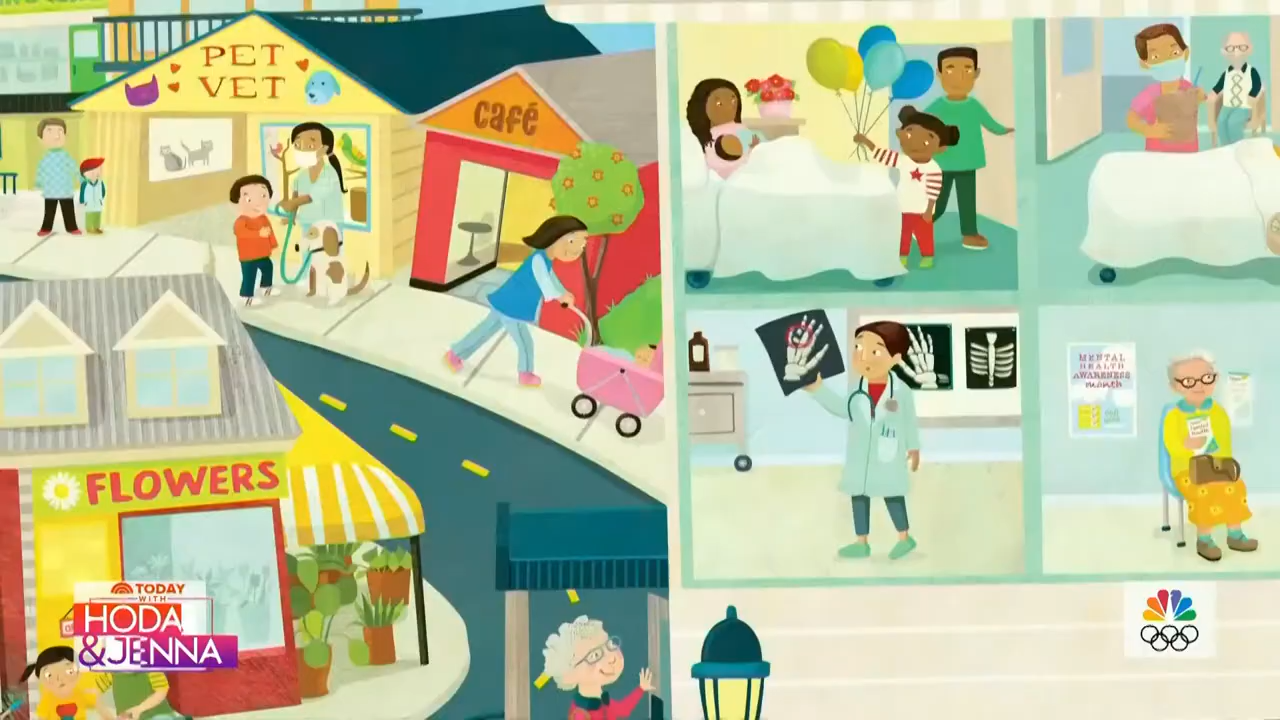 PET
VET
Café
MENTAL
HEALTH
AWARENESS
month
FLOWERS
TODAY
WITH
HODA
&JENNA